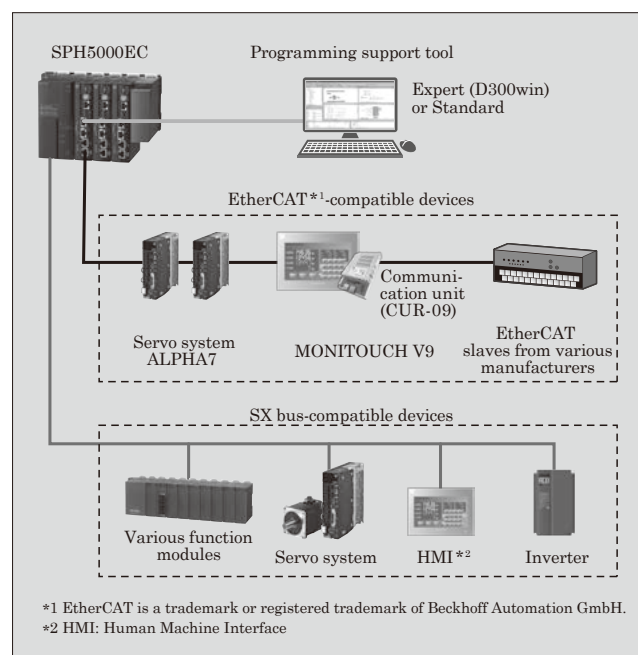 SPH5000EC
Programming support tool
Expert (D300win)
or Standard
EtherCAT*1-compatible devices
Servo system
ALPHA7
MONITOUCH V9
Communi-
cation unit
(CUR-09)
EtherCAT
slaves from various
manufacturers
SX bus-compatible devices
Various function
modules
Servo system
HMI*2
Inverter
*1 EtherCAT is a trademark or registered trademark of Beckhoff Automation GmbH.
*2 HMI: Human Machine Interface